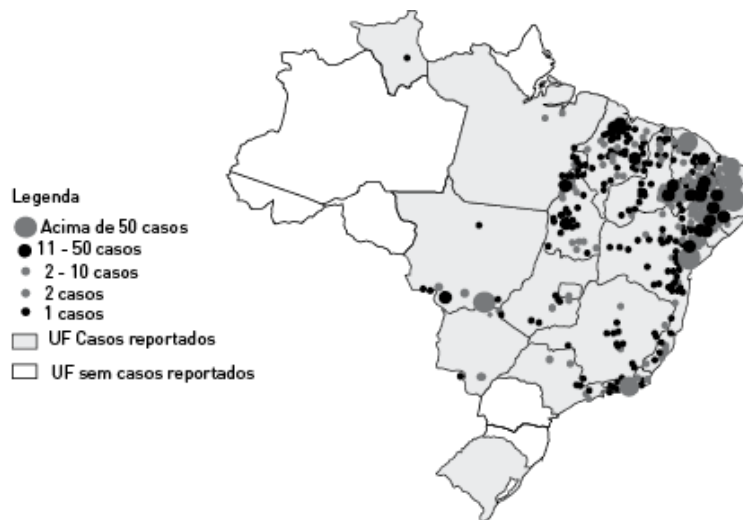 Legenda
Acima de 50 casos
11 - 50 casos
2 - 10 casos
2 casos
1 casos
UF Casos reportados
UF sem casos reportados